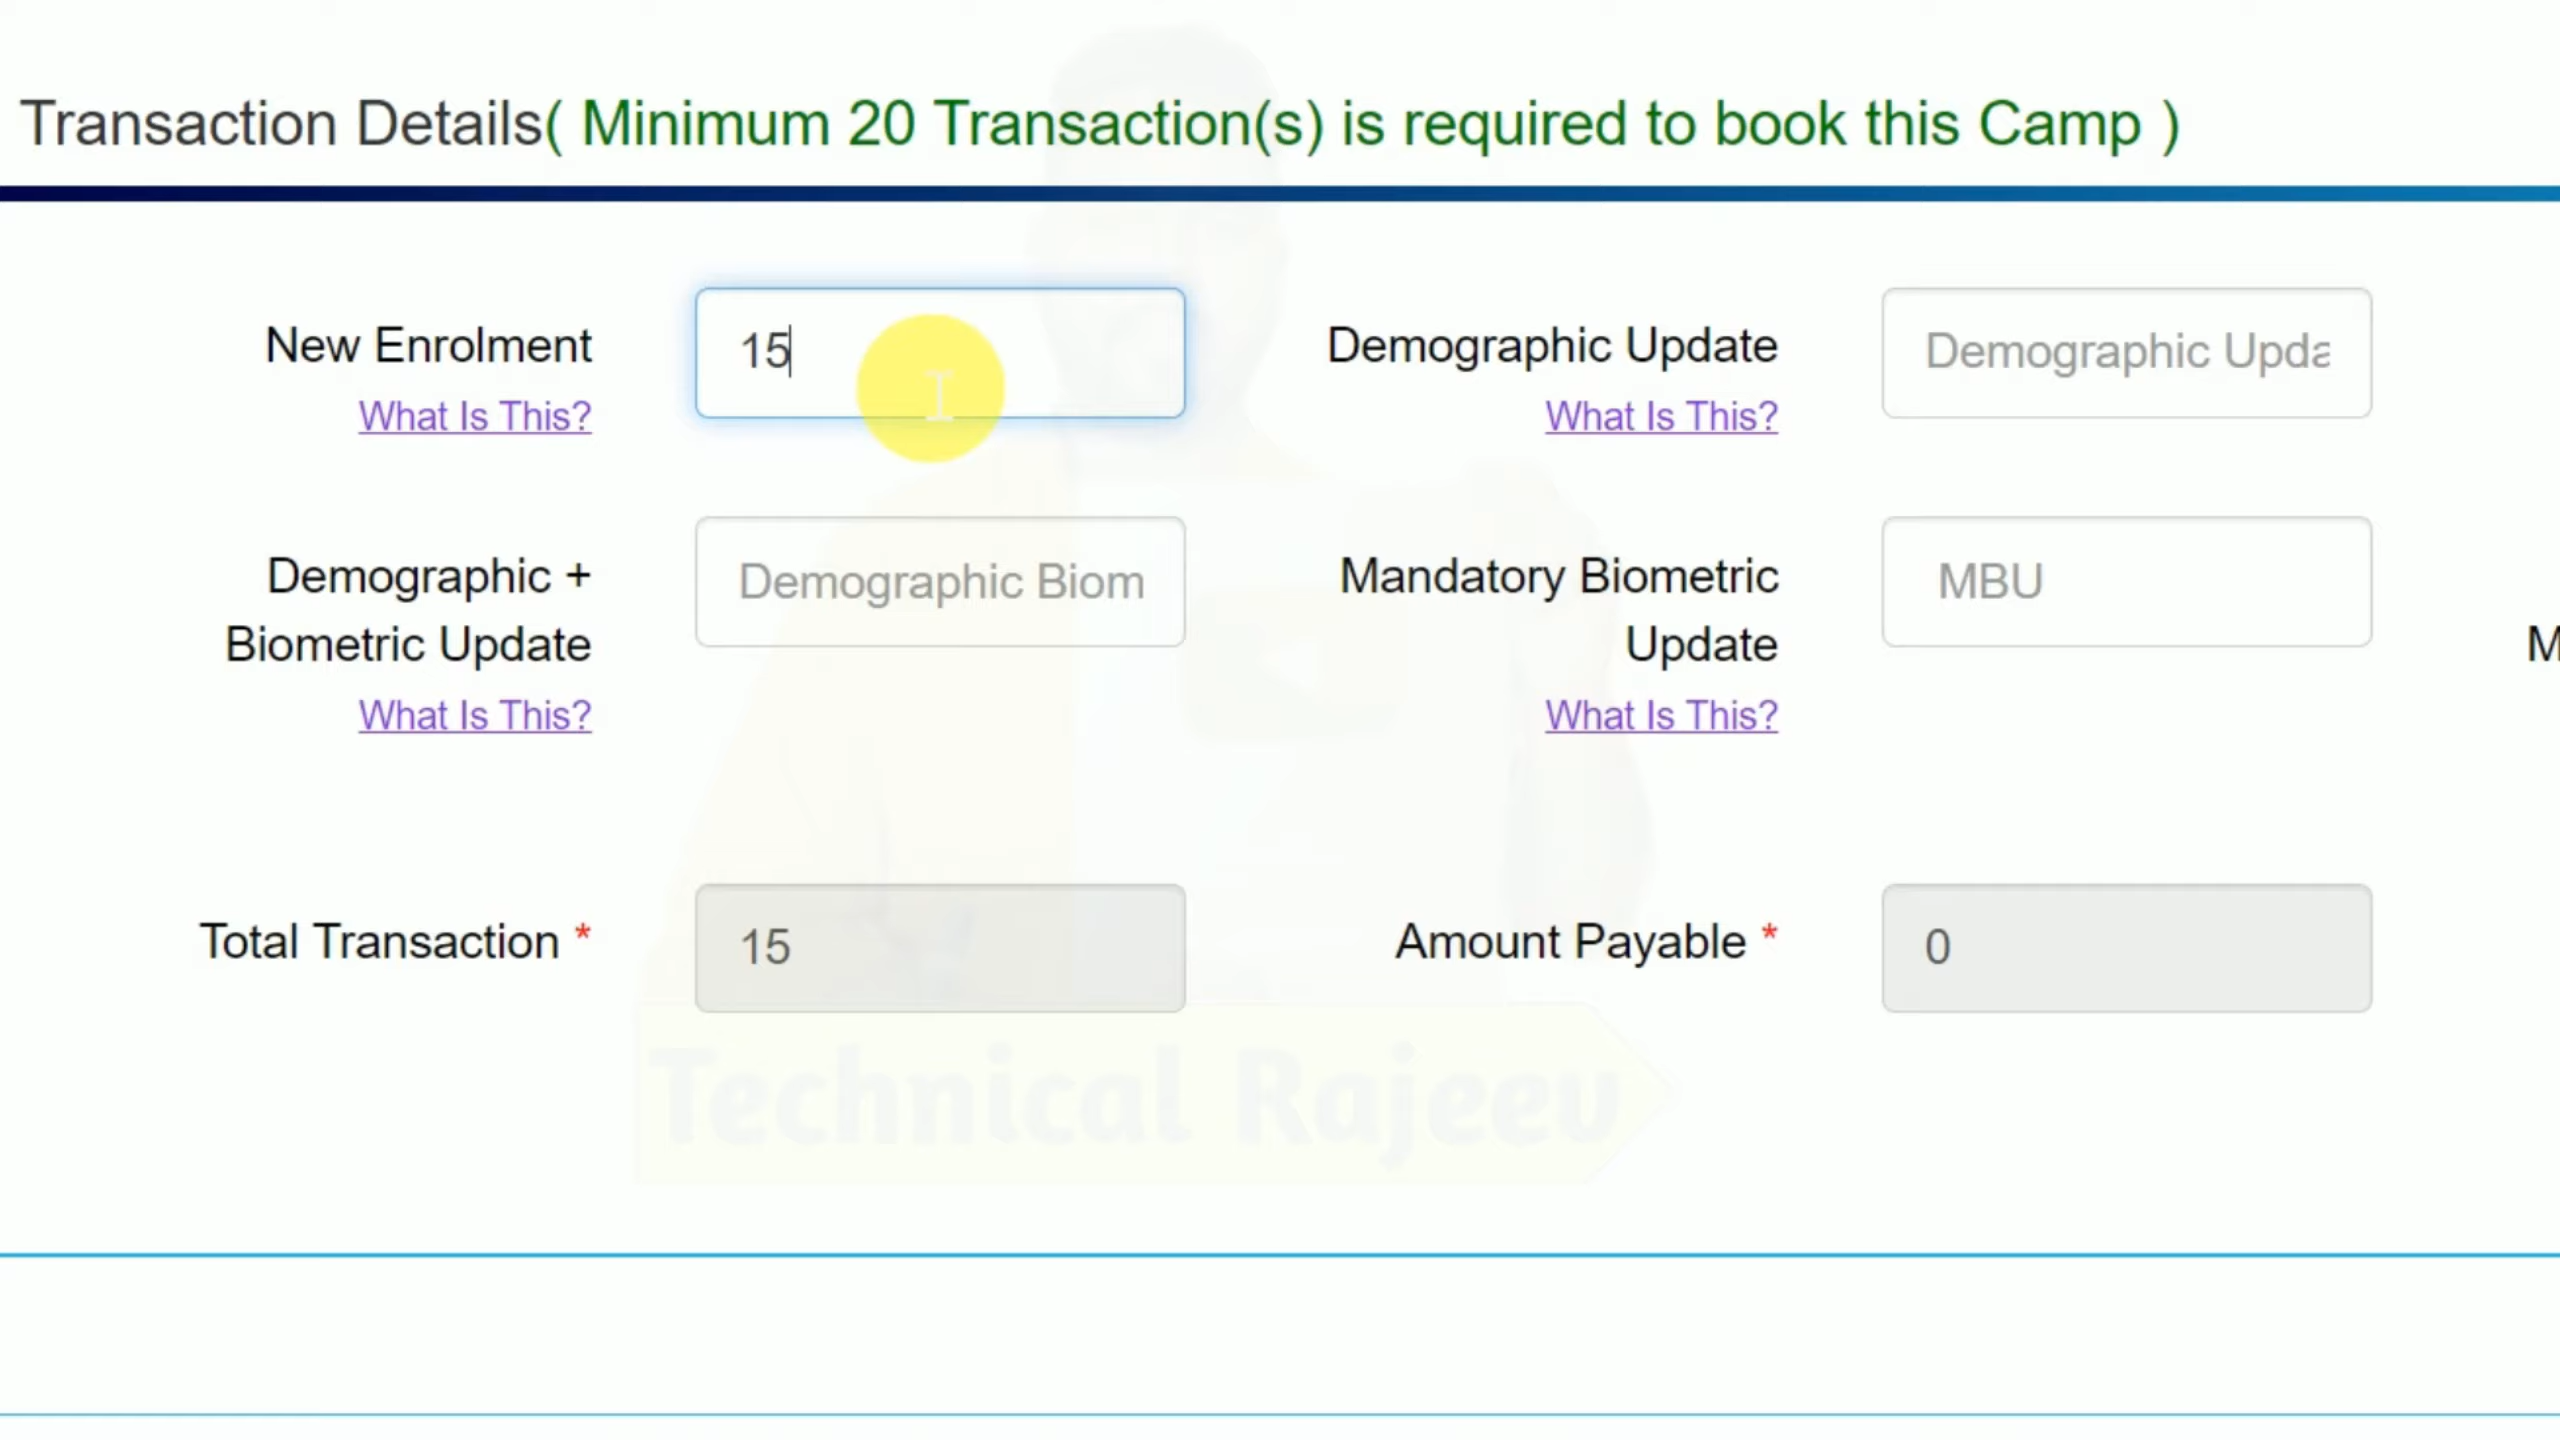 Transaction Details( Minimum 20 Transaction(s) is required to book this Camp )
New Enrolment
What Is This?
15
Demographic Update
What Is This?
Demographic Upda
Demographic +
Biometric Update
What Is This?
Demographic Biom
Mandatory Biometric
Update
What Is This?
MBU
M
Total Transaction *
15
Amount Payable *
0
Technical Rajeev